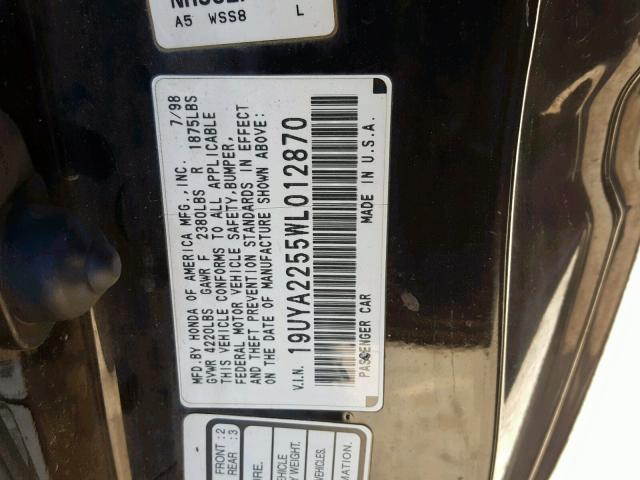 A5 WSS8 L
MFD.BY HONDA OF AMERICA MFG.,INC. 7/98
GVWR 4220LBS GAWR F 2380LBS R 1875LBS
THIS VEHICLE CONFORMS TO ALL APPLICABLE
FEDERAL MOTOR VEHICLE SAFETY,BUMPER,
AND THEFT PREVENTION STANDARDS IN EFFECT
ON THE DATE OF MANUFACTURE SHOWN ABOVE:
V.I.N. 19UYA2255WL012870
PASSENGER CAR MADE IN U.S.A.
FRONT :2
REAR :3